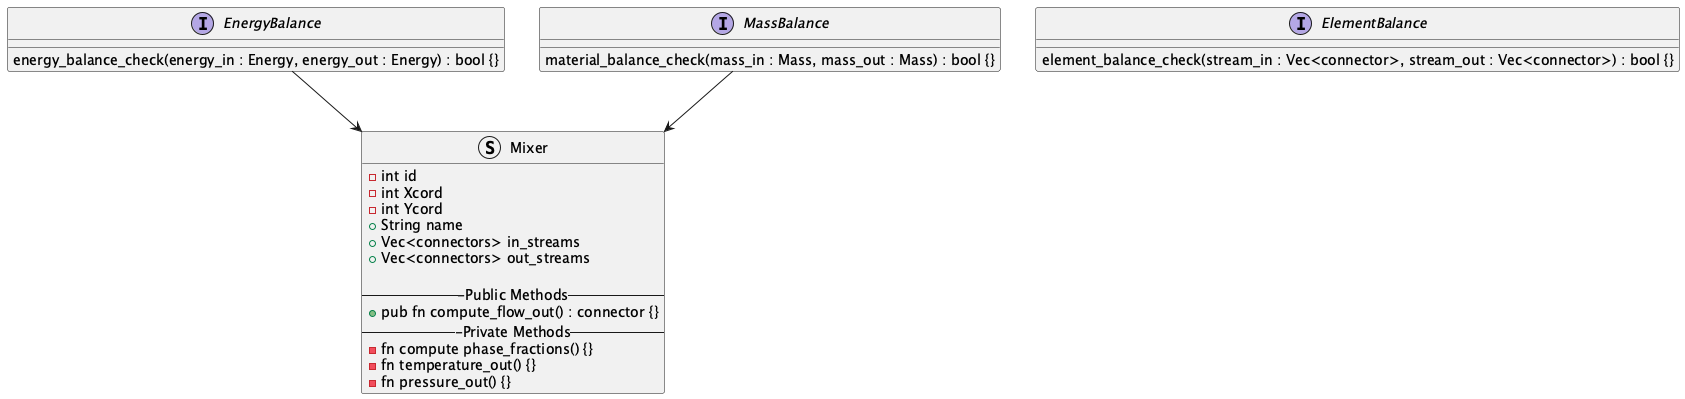 I EnergyBalance
energy_balance_check(energy_in : Energy, energy_out : Energy) : bool {}
I MassBalance
material_balance_check(mass_in : Mass, mass_out : Mass) : bool {}
I ElementBalance
element_balance_check(stream_in : Vec<connector>, stream_out : Vec<connector>) : bool {}
S Mixer
int id
int Xcord
int Ycord
String name
Vec<connectors> in_streams
Vec<connectors> out_streams
-Public Methods
pub fn compute_flow_out() : connector {}
-Private Methods
fn compute phase_fractions() {}
fn temperature_out() {}
fn pressure_out() {}